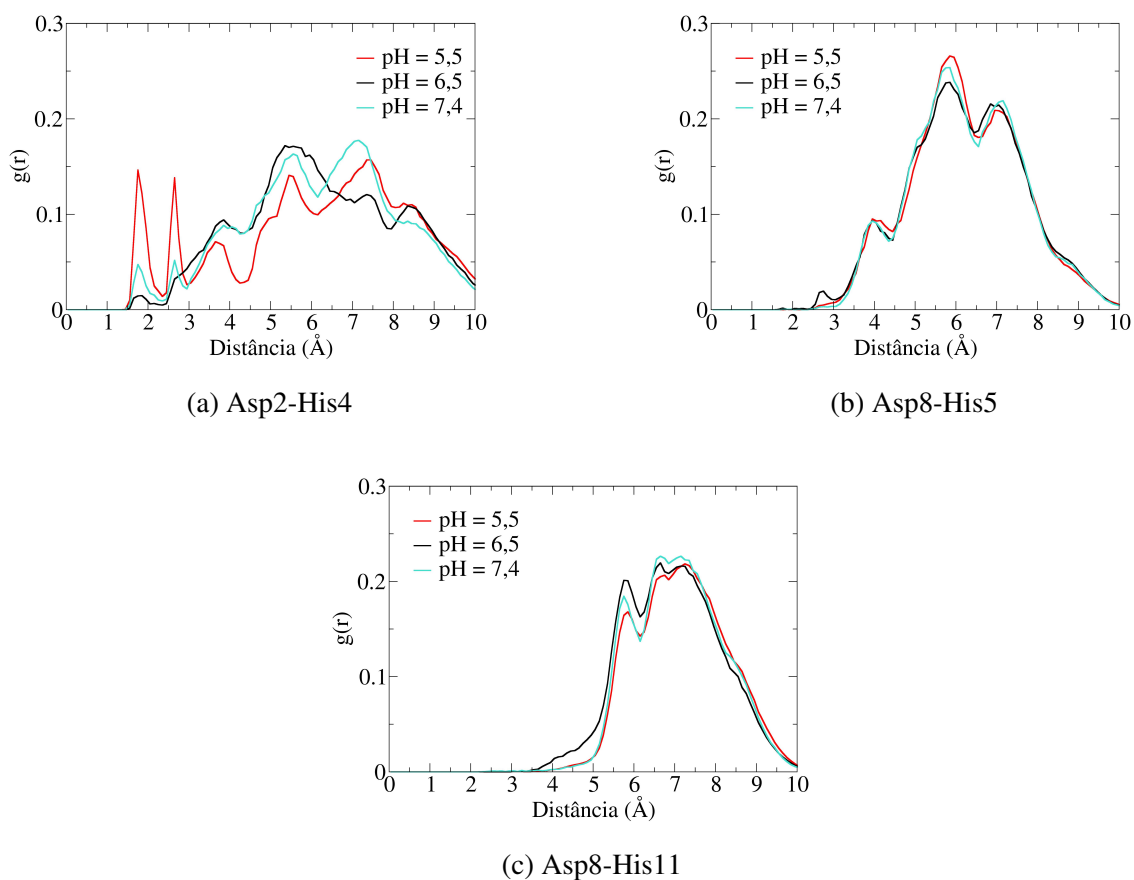 0.3
0.2
0.1
0
g(r)
pH = 5,5
pH = 6,5
pH = 7,4
0 1 2 3 4 5 6 7 8 9 10
Distância (Å)
(a) Asp2-His4
0.3
0.2
0.1
0
g(r)
pH = 5,5
pH = 6,5
pH = 7,4
0 1 2 3 4 5 6 7 8 9 10
Distância (Å)
(b) Asp8-His5
0.3
0.2
0.1
0
g(r)
pH = 5,5
pH = 6,5
pH = 7,4
0 1 2 3 4 5 6 7 8 9 10
Distância (Å)
(c) Asp8-His11